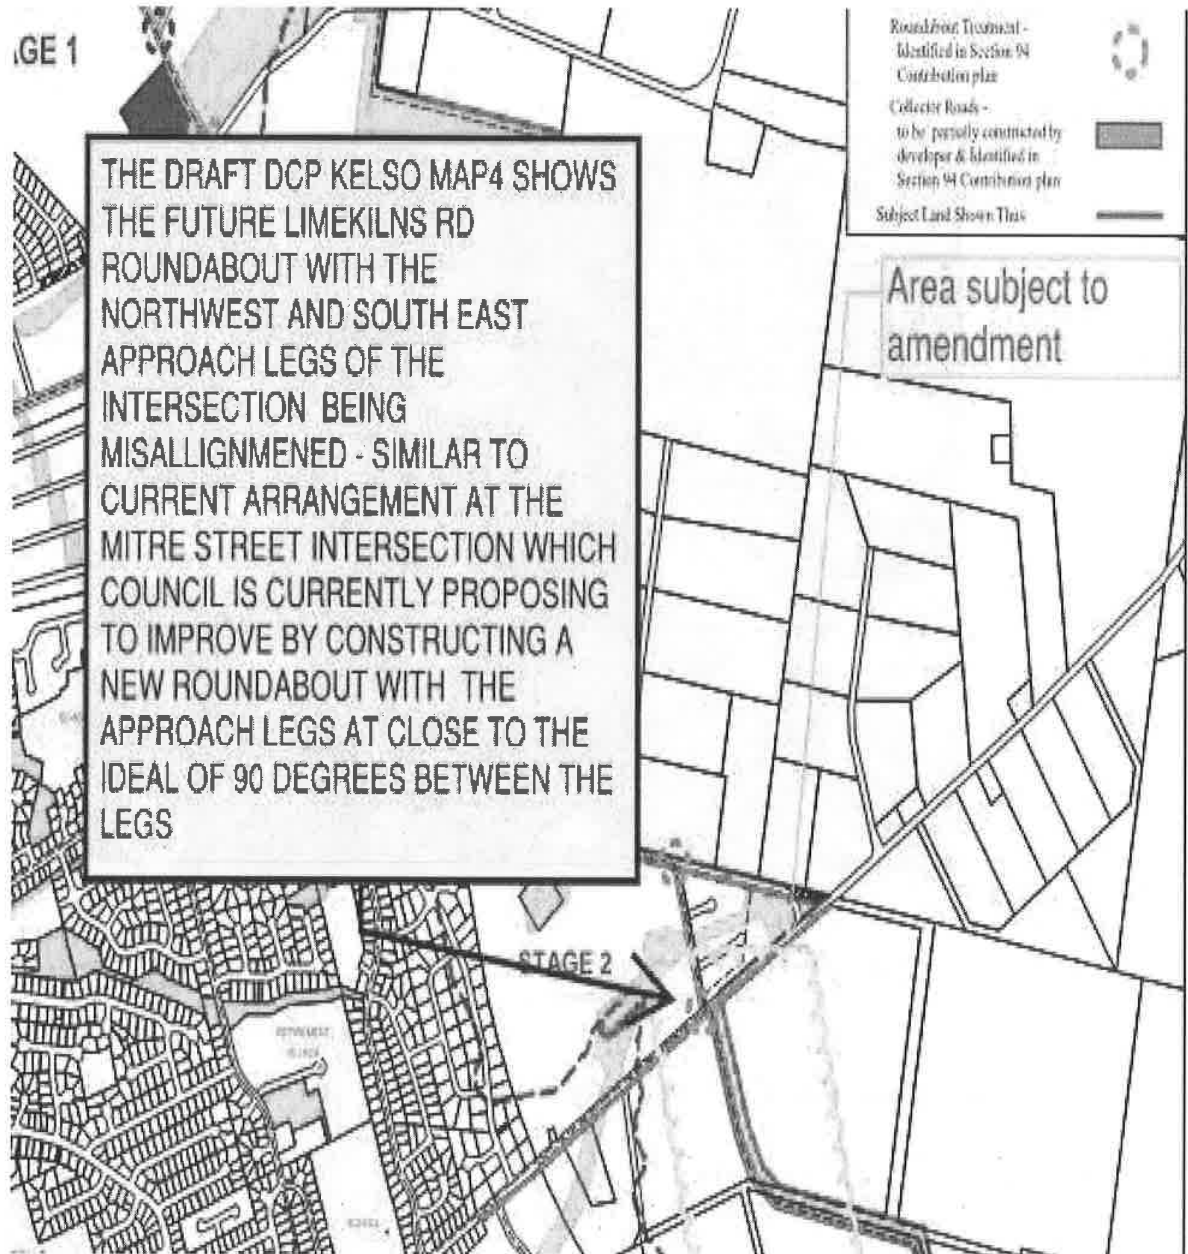 GE 1
Roundabout Treatment -
Identified in Section 94
Contribution plan
Collector Roads -
to be partially constructed by
developer & Identified in
Section 94 Contribution plan
Subject Land Shown Thus
THE DRAFT DCP KELSO MAP4 SHOWS
THE FUTURE LIMEKILNS RD
ROUNDABOUT WITH THE
NORTHWEST AND SOUTH EAST
APPROACH LEGS OF THE
INTERSECTION BEING
MISALLIGNMENED - SIMILAR TO
CURRENT ARRANGEMENT AT THE
MITRE STREET INTERSECTION WHICH
COUNCIL IS CURRENTLY PROPOSING
TO IMPROVE BY CONSTRUCTING A
NEW ROUNDABOUT WITH THE
APPROACH LEGS AT CLOSE TO THE
IDEAL OF 90 DEGREES BETWEEN THE
LEGS
Area subject to
amendment
STAGE 2
RETIREMENT
VILLAGE